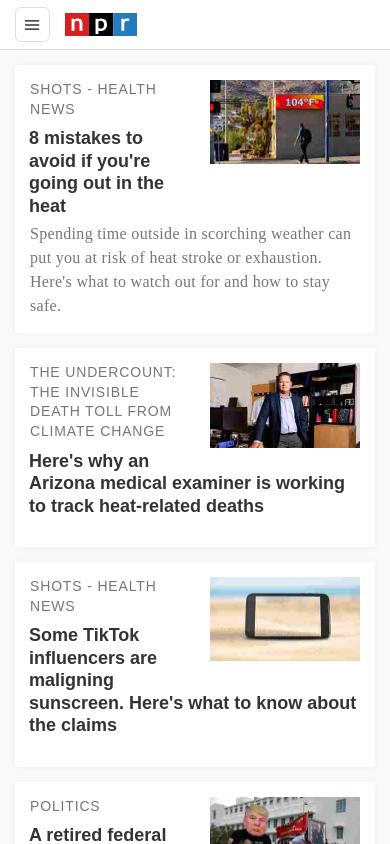 npr
SHOTS - HEALTH
NEWS
8 mistakes to
avoid if you're
going out in the
heat
104°F
Spending time outside in scorching weather can
put you at risk of heat stroke or exhaustion.
Here's what to watch out for and how to stay
safe.
THE UNDERCOUNT:
THE INVISIBLE
DEATH TOLL FROM
CLIMATE CHANGE
Here's why an
Arizona medical examiner is working
to track heat-related deaths
SHOTS - HEALTH
NEWS
Some TikTok
influencers are
maligning
sunscreen. Here's what to know about
the claims
POLITICS
A retired federal